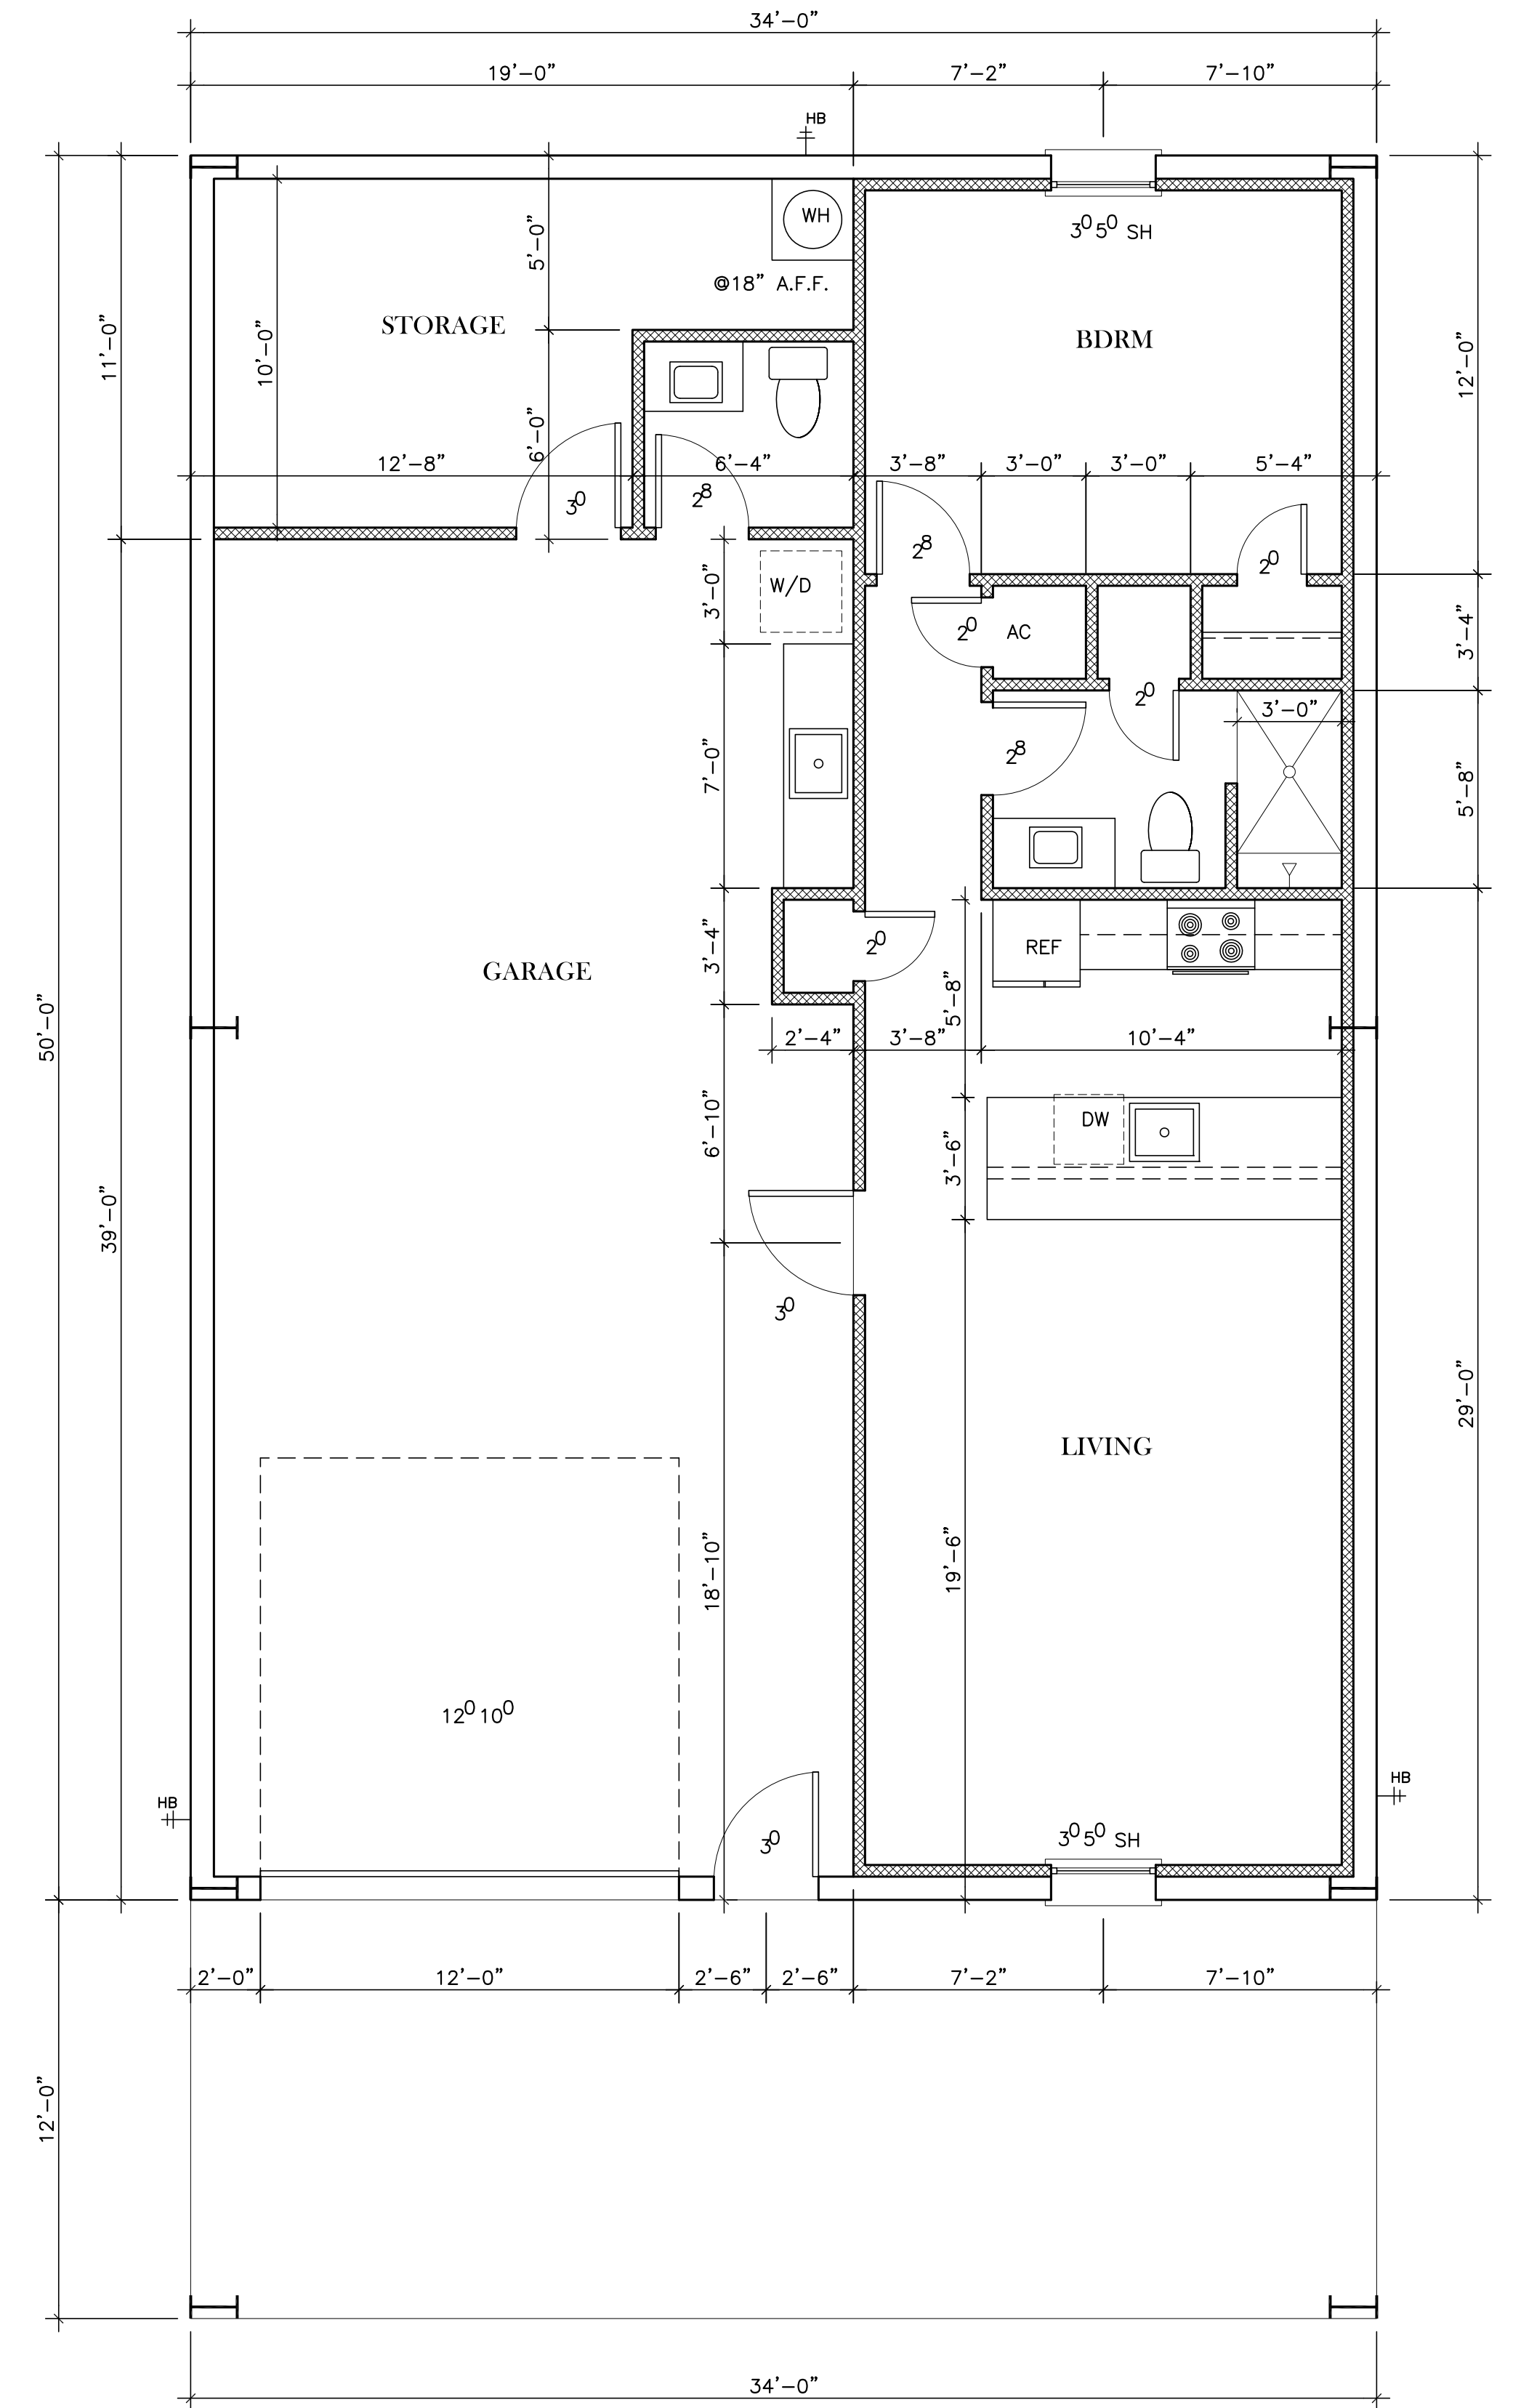 34'-0"
19'-0" 7'-2" 7'-10"
HB
WH
3⁰5⁰ SH
@18" A.F.F.
5'-0"
STORAGE
BDRM
11'-0"
10'-0"
12'-0"
6'-0"
12'-8" 6'-4" 3'-8" 3'-0" 3'-0" 5'-4"
3⁰ 2⁸
2⁸ 2⁰
3'-0"
W/D
2⁰ AC
3'-4"
2⁰
3'-0"
7'-0"
2⁸
5'-8"
3'-4"
2⁰
REF
GARAGE
50'-0"
5'-8"
2'-4" 3'-8" 10'-4"
6'-10"
DW
3'-6"
39'-0"
3⁰
29'-0"
LIVING
18'-10"
19'-6"
12⁰10⁰
HB
HB
3⁰
3⁰5⁰ SH
2'-0" 12'-0" 2'-6" 2'-6" 7'-2" 7'-10"
12'-0"
34'-0"